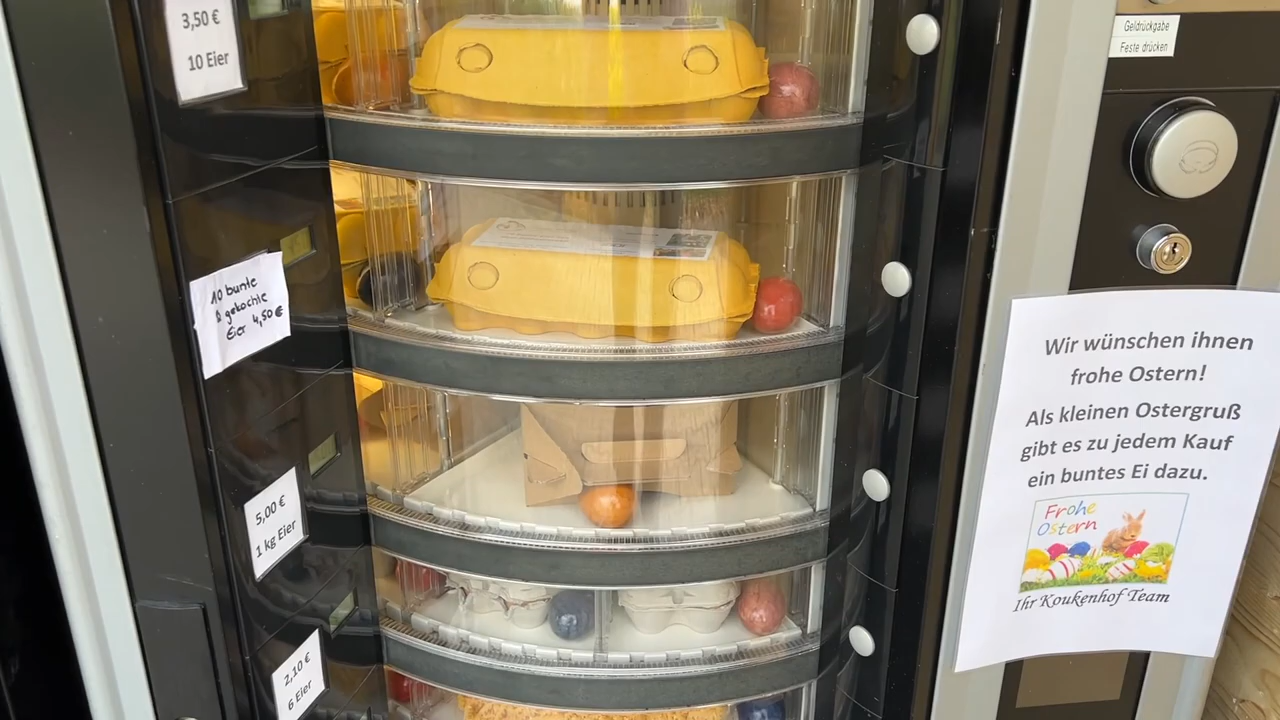 3,50 €
10 Eier
10 bunte
gekochte
Eier 4,50 €
5,00 €
1 kg Eier
2,10 €
6 Eier
Geldrückgabe
Feste drücken
Wir wünschen ihnen
frohe Ostern!
Als kleinen Ostergruß
gibt es zu jedem Kauf
ein buntes Ei dazu.
Frohe
Ostern
Ihr Koukenhof Team